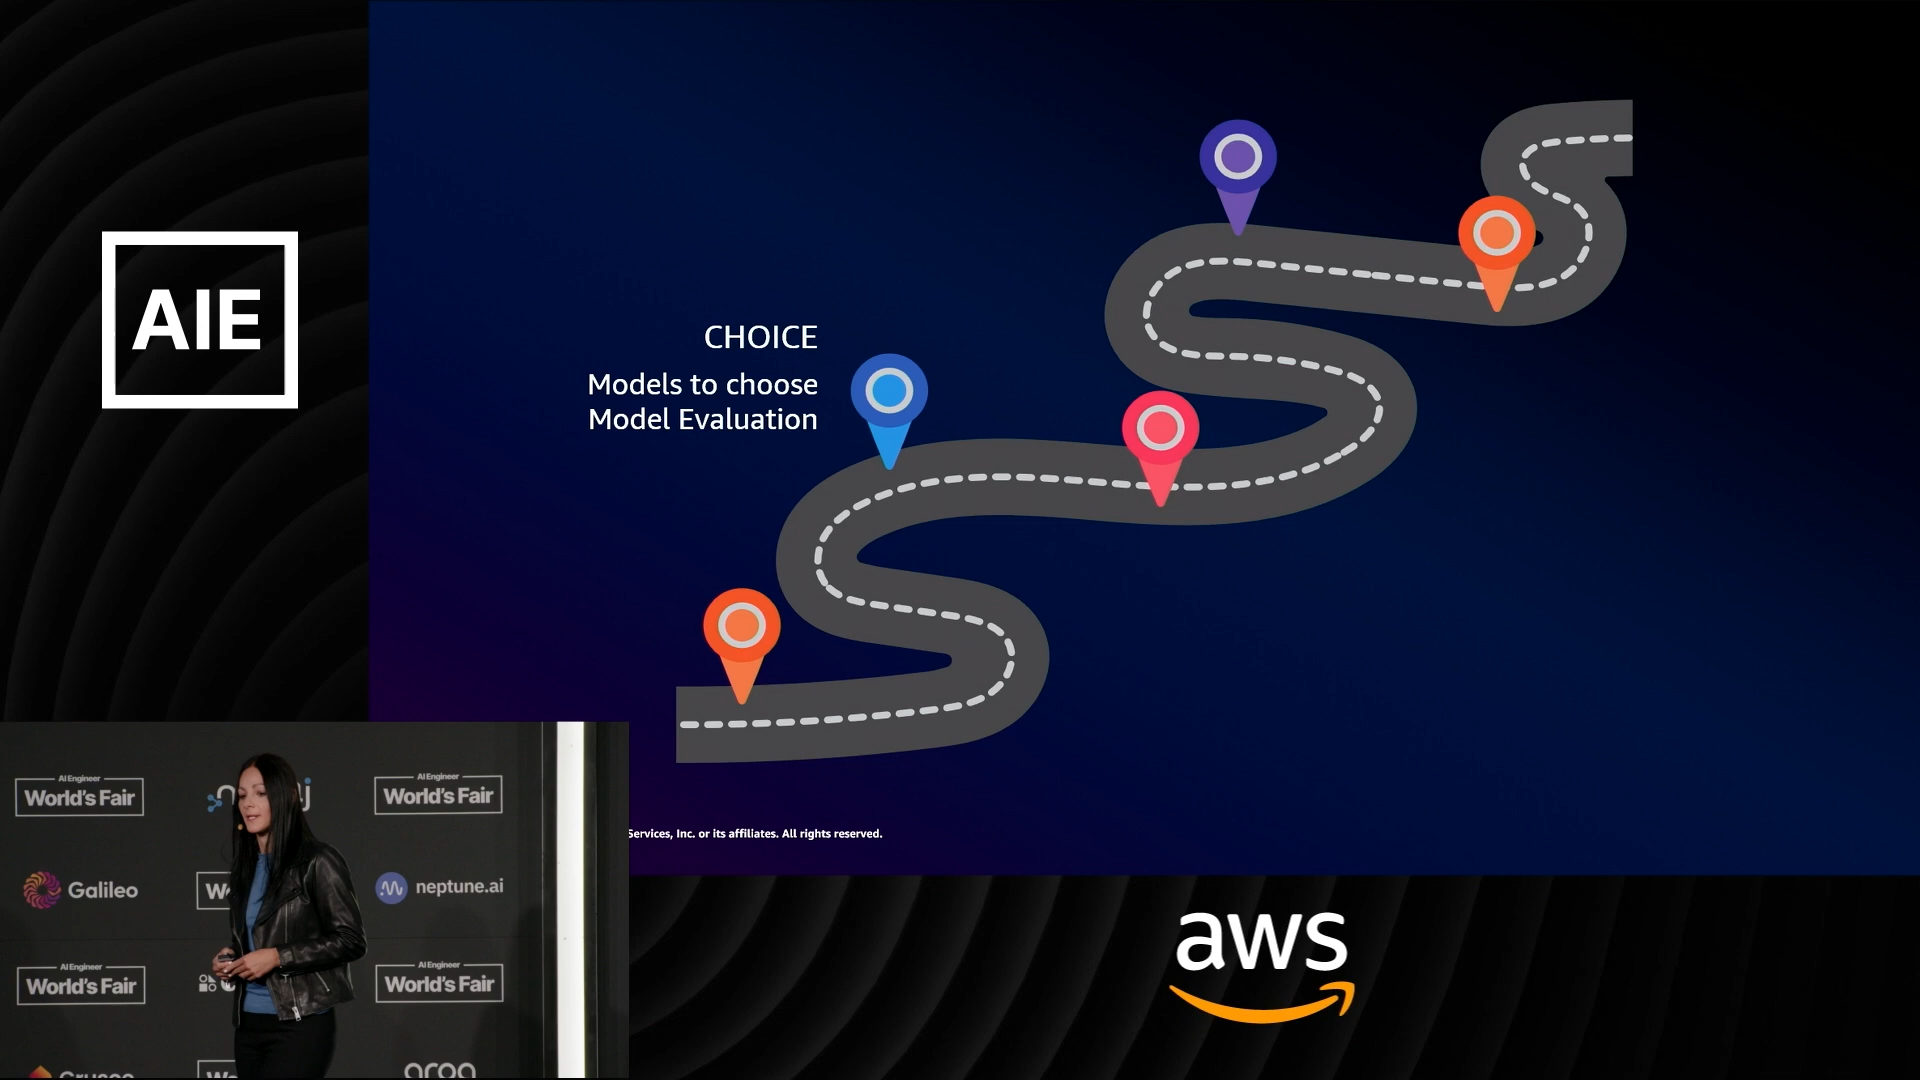 AIE
CHOICE
Models to choose
Model Evaluation
Services, Inc. or its affiliates. All rights reserved.
AI Engineer
World's Fair
AI Engineer
World's Fair
Galileo
neptune.ai
AI Engineer
World's Fair
AI Engineer
World's Fair
aws